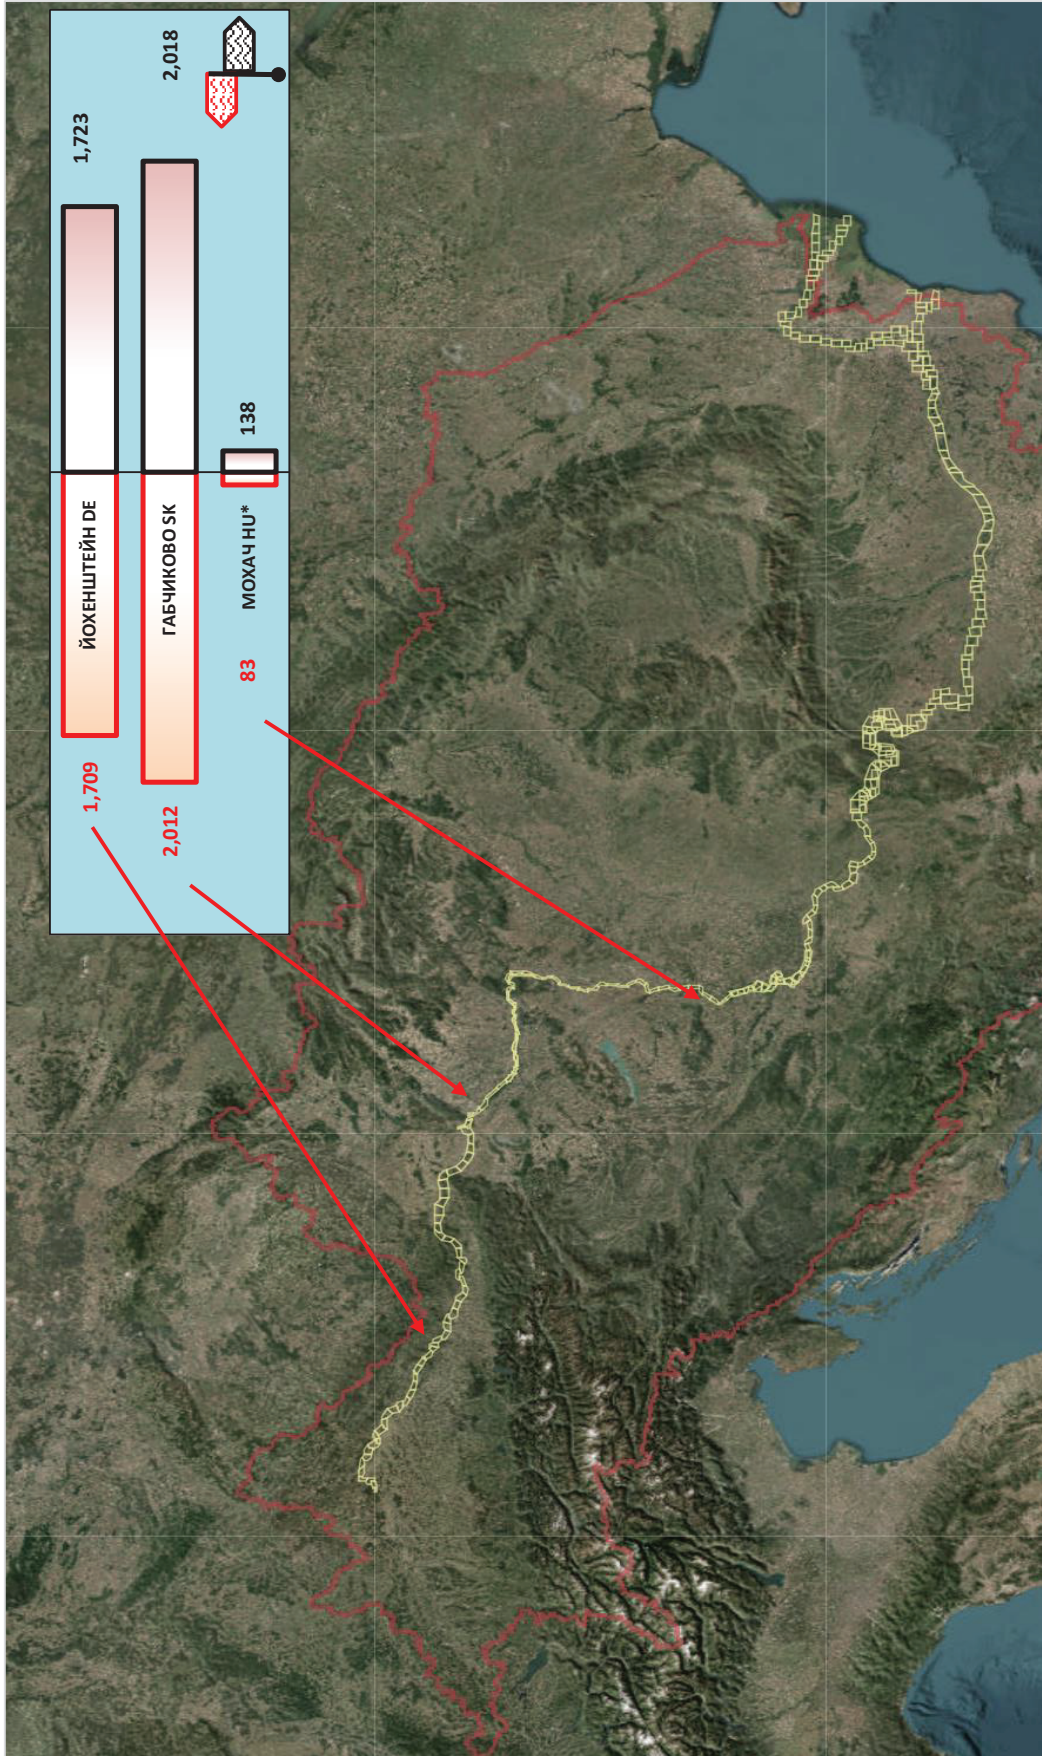 1,709
ЙОХЕНШТЕЙН DE
1,723
2,012
ГАБЧИКОВО SK
2,018
83
МОХАЧ HU*
138